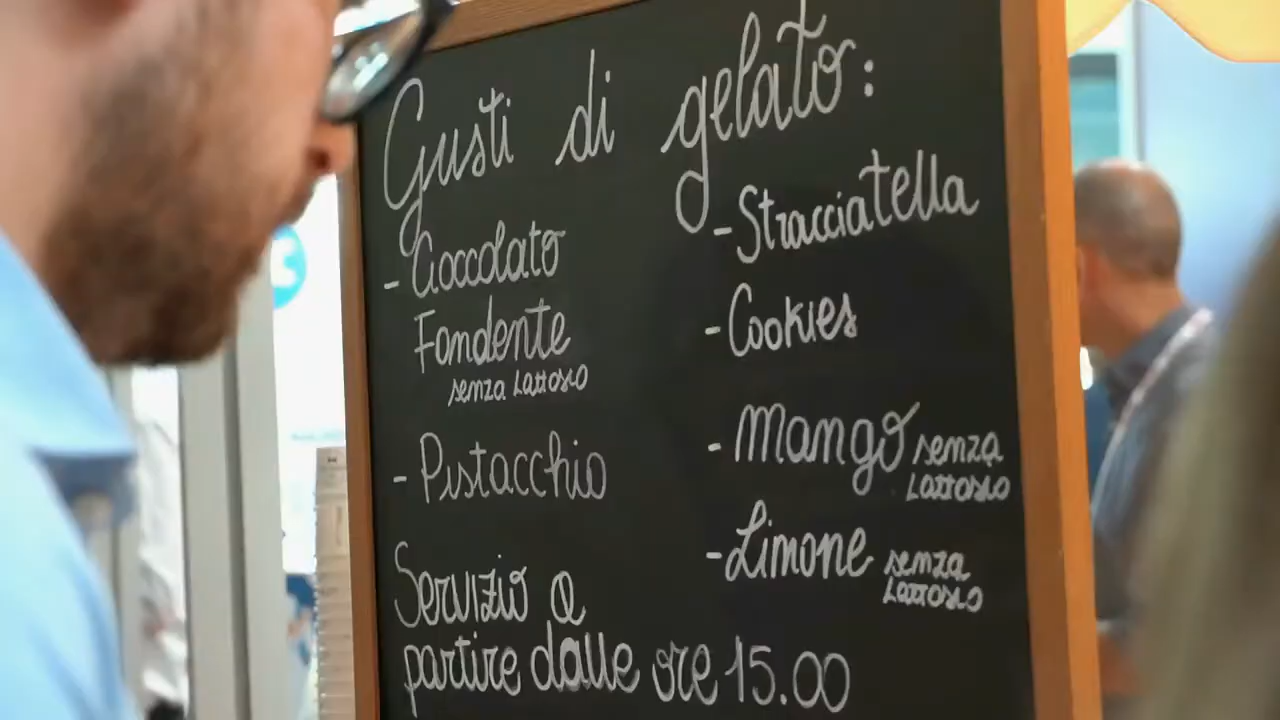 Gusti di gelato:
- Cioccolato
Fondente
senza Lattosio
- Pistacchio
Servizio a
partire dalle ore 15.00
- Stracciatella
- Cookies
- Mango senza
Lattosio
- Limone senza
Lattosio